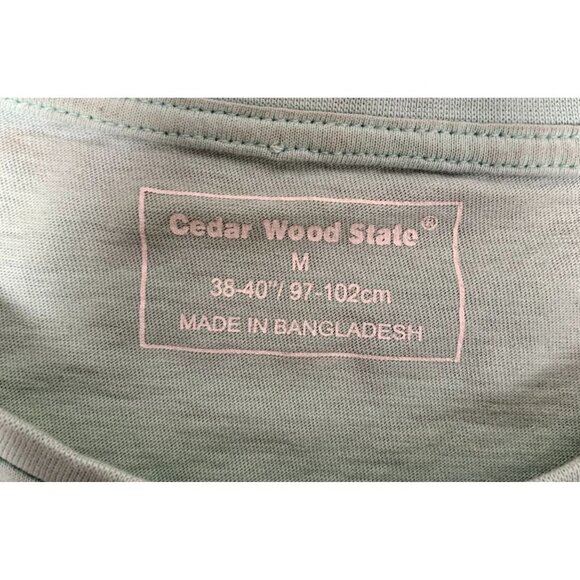 Cedar Wood State®
M
38-40"/97-102cm
MADE IN BANGLADESH